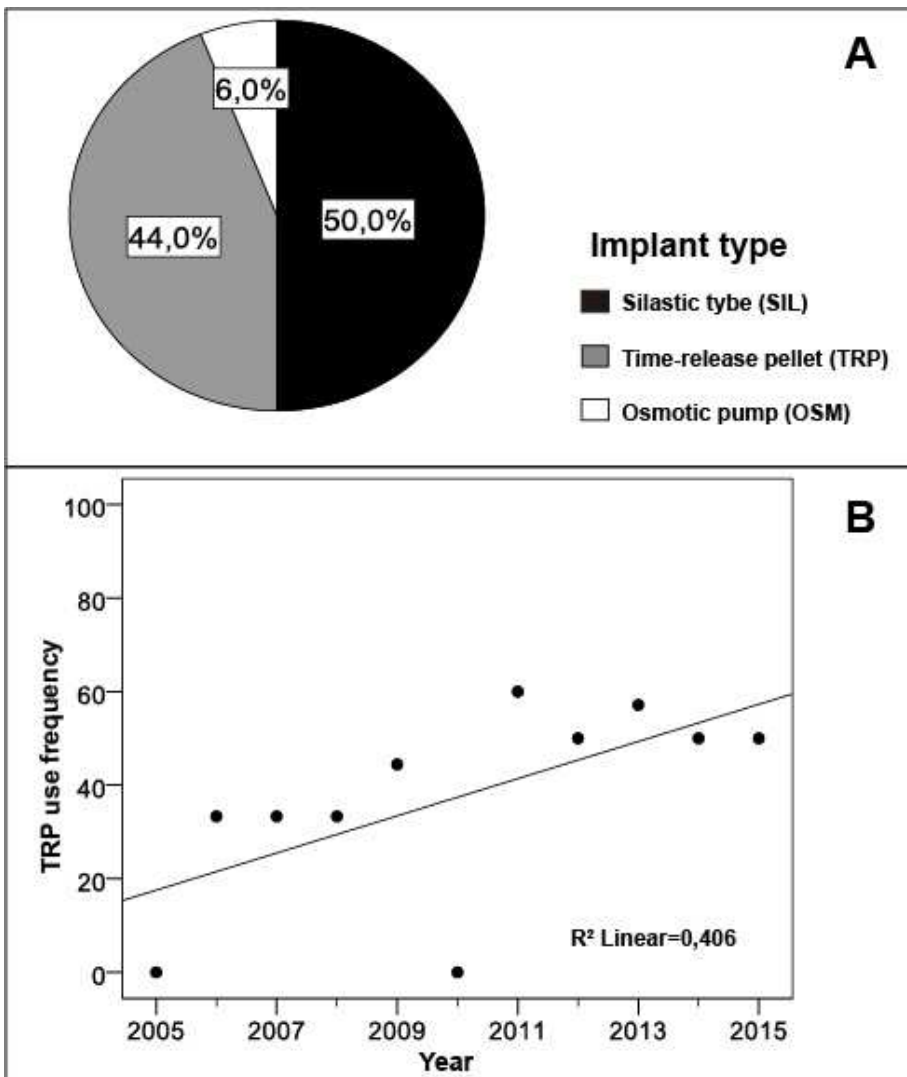 A
6,0%
44,0%
50,0%
Implant type
Silastic tybe (SIL)
Time-release pellet (TRP)
Osmotic pump (OSM)
B
100
80
60
40
20
0
TRP use frequency
R² Linear=0,406
2005 2007 2009 2011 2013 2015
Year